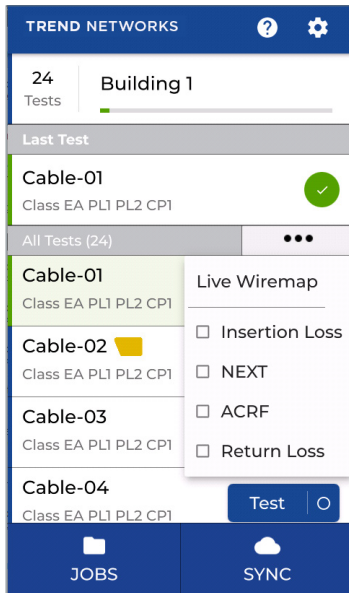 TREND NETWORKS
24
Tests
Building 1
Last Test
Cable-01
Class EA PL1 PL2 CP1
All Tests (24)
Cable-01
Class EA PL1 PL2 CP1
Live Wiremap
Insertion Loss
NEXT
ACRF
Return Loss
Cable-02
Class EA PL1 PL2 CP1
Cable-03
Class EA PL1 PL2 CP1
Cable-04
Class EA PL1 PL2 CP1
Test
JOBS
SYNC